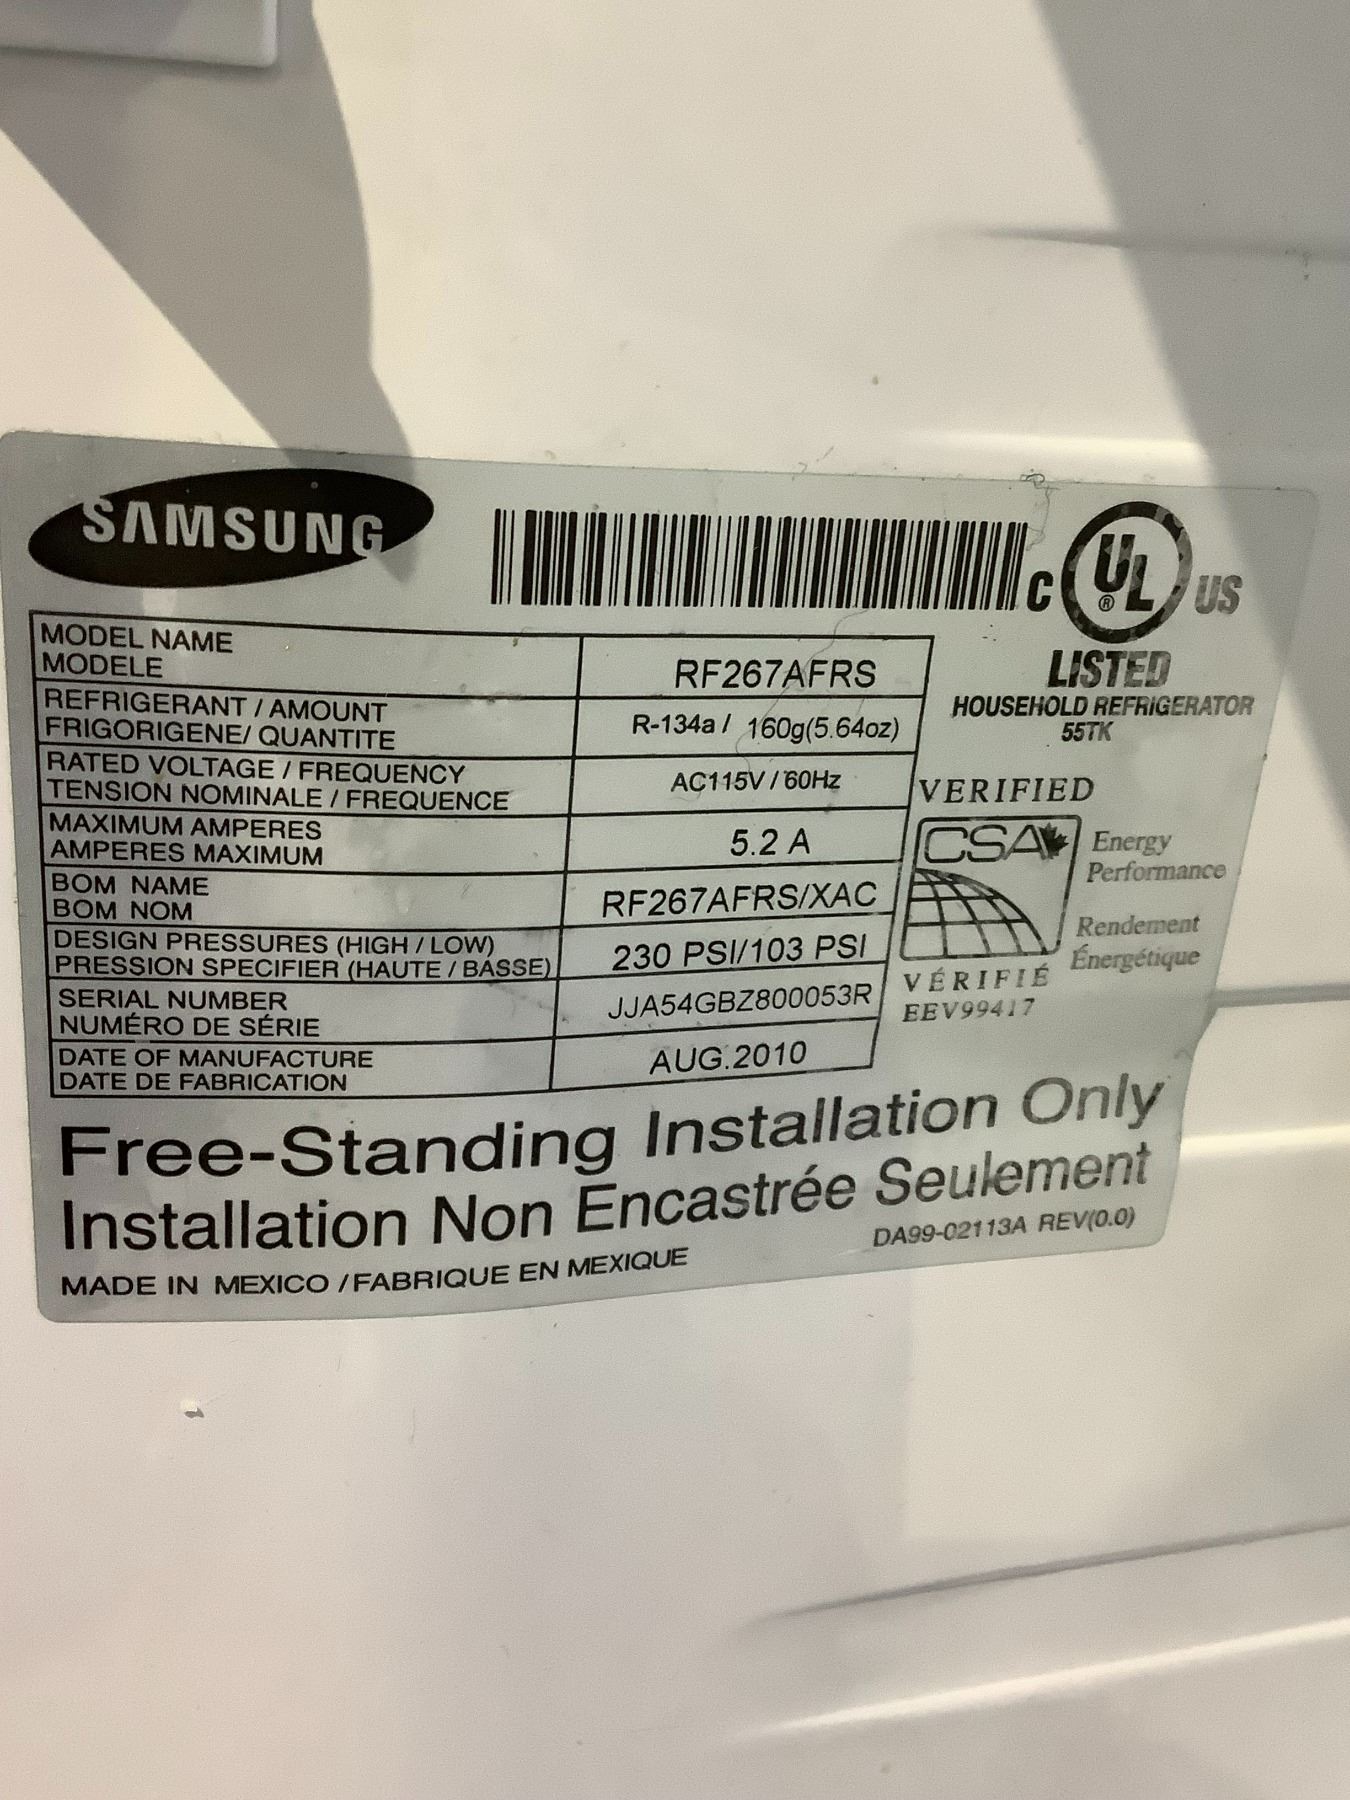 SAMSUNG
C UL® US
LISTED
HOUSEHOLD REFRIGERATOR
55TK
MODEL NAME
MODELE
RF267AFRS
REFRIGERANT / AMOUNT
FRIGORIGENE/ QUANTITE
R-134a / 160g(5.64oz)
RATED VOLTAGE / FREQUENCY
TENSION NOMINALE / FREQUENCE
AC115V / 60Hz
MAXIMUM AMPERES
AMPERES MAXIMUM
5.2 A
BOM NAME
BOM NOM
RF267AFRS/XAC
DESIGN PRESSURES (HIGH / LOW)
PRESSION SPECIFIER (HAUTE / BASSE)
230 PSI/103 PSI
SERIAL NUMBER
NUMÉRO DE SÉRIE
JJA54GBZ800053R
DATE OF MANUFACTURE
DATE DE FABRICATION
AUG.2010
VERIFIED
CSA
Energy
Performance
Rendement
Énergétique
VÉRIFIÉ
EEV99417
Free-Standing Installation Only
Installation Non Encastrée Seulement
DA99-02113A REV(0.0)
MADE IN MEXICO / FABRIQUE EN MEXIQUE